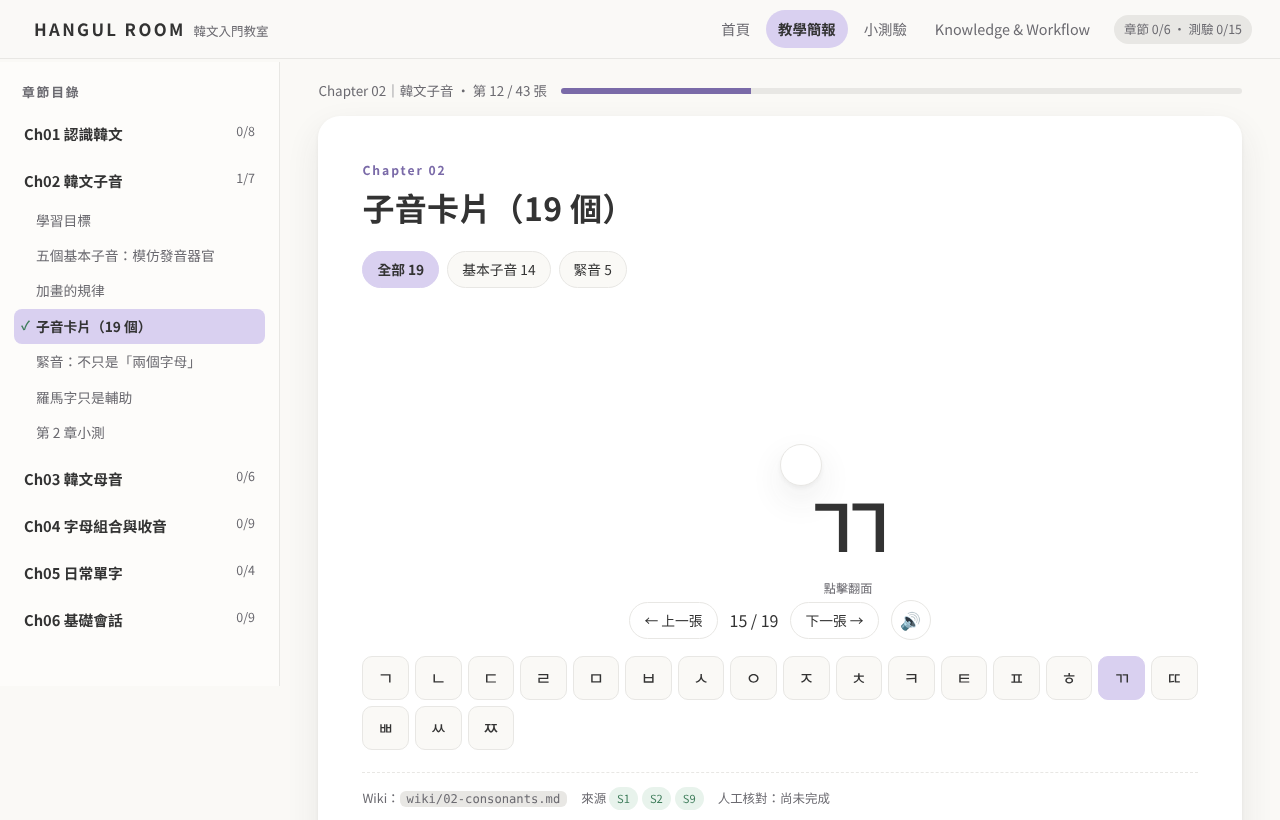 HANGUL ROOM 韓文入門教室
首頁 教學簡報 小測驗 Knowledge & Workflow 章節 0/6 · 測驗 0/15
章節目錄
Ch01 認識韓文 0/8
Ch02 韓文子音 1/7
學習目標
五個基本子音：模仿發音器官
加畫的規律
✓ 子音卡片（19 個）
緊音：不只是「兩個字母」
羅馬字只是輔助
第 2 章小測
Ch03 韓文母音 0/6
Ch04 字母組合與收音 0/9
Ch05 日常單字 0/4
Ch06 基礎會話 0/9
Chapter 02｜韓文子音 · 第 12 / 43 張
Chapter 02
子音卡片（19 個）
全部 19 基本子音 14 緊音 5
ㄲ
點擊翻面
← 上一張 15 / 19 下一張 → 🔊
ㄱ ㄴ ㄷ ㄹ ㅁ ㅂ ㅅ ㅇ ㅈ ㅊ ㅋ ㅌ ㅍ ㅎ ㄲ ㄸ
ㅃ ㅆ ㅉ
Wiki：wiki/02-consonants.md 來源 S1 S2 S9 人工核對：尚未完成